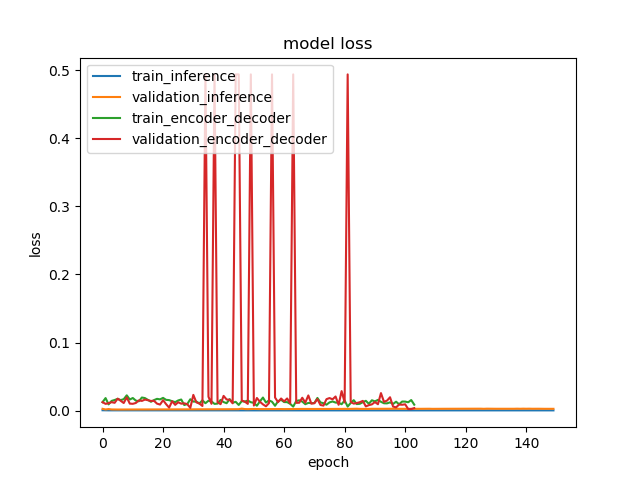 model loss
train_inference
validation_inference
train_encoder_decoder
validation_encoder_decoder
0.5
0.4
0.3
0.2
0.1
0.0
loss
0 20 40 60 80 100 120 140
epoch